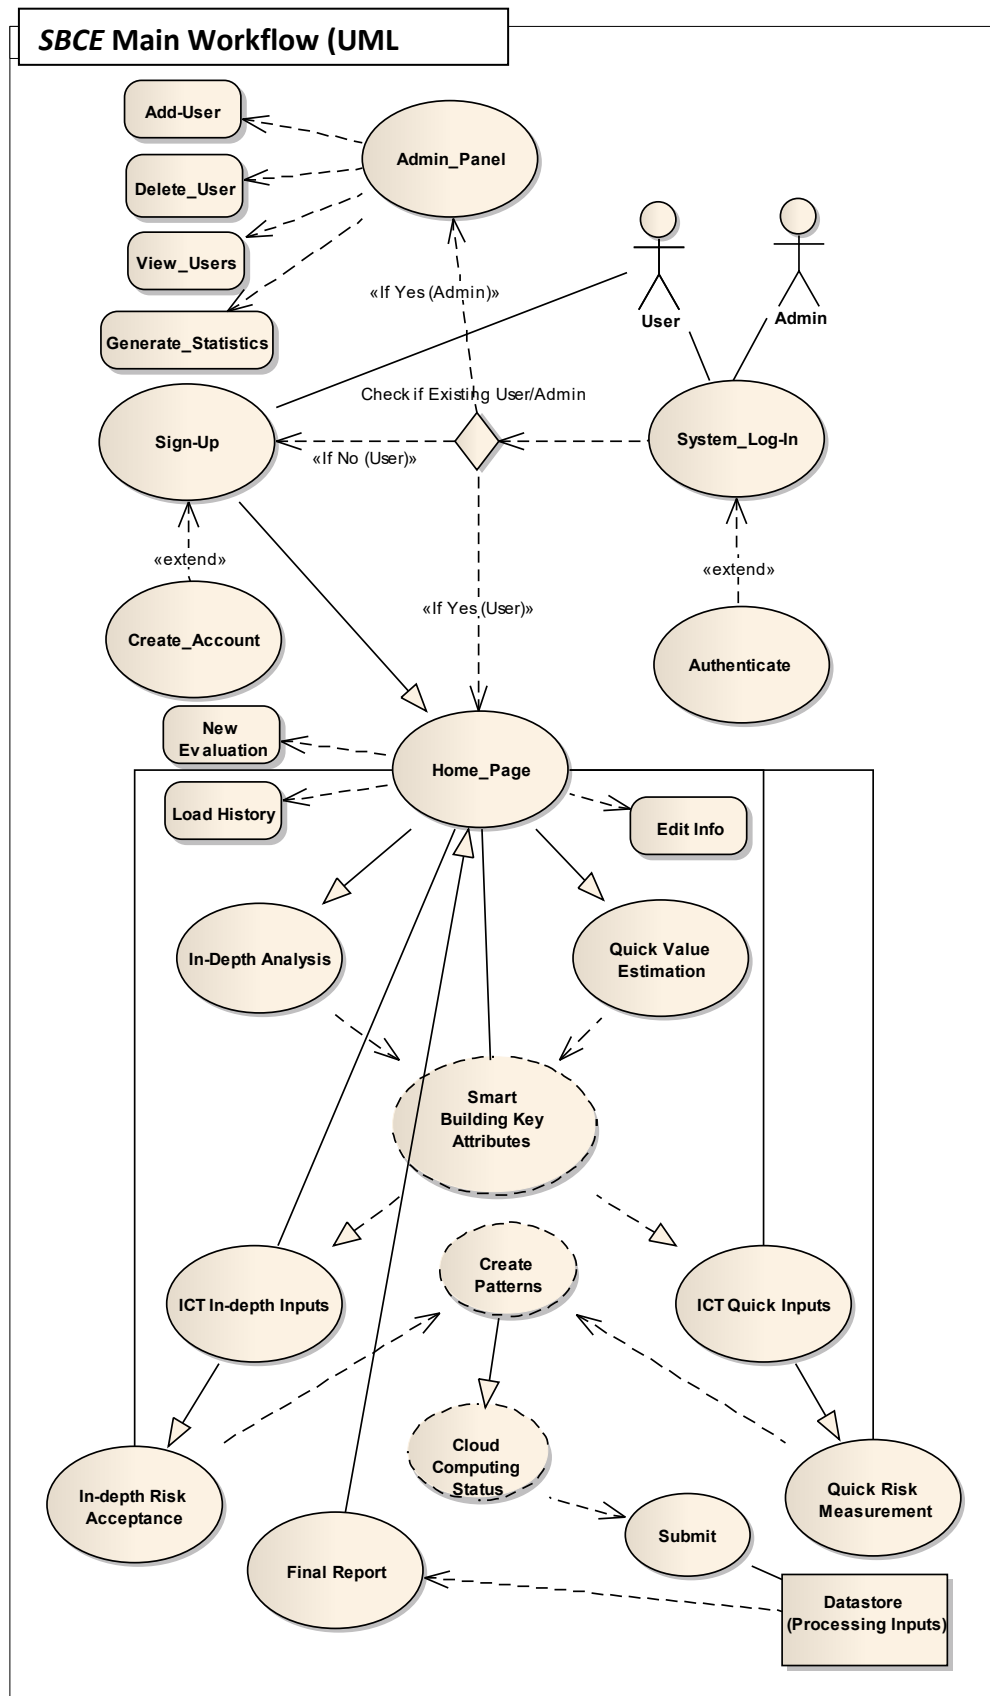 SBCE Main Workflow (UML
Add-User
Admin_Panel
Delete_User
View_Users
«If Yes (Admin)»
User
Admin
Generate_Statistics
Check if Existing User/Admin
Sign-Up
System_Log-In
«If No (User)»
«extend»
«extend»
«If Yes (User)»
Create_Account
Authenticate
New
Evaluation
Home_Page
Load History
Edit Info
In-Depth Analysis
Quick Value
Estimation
Smart
Building Key
Attributes
Create
Patterns
ICT In-depth Inputs
ICT Quick Inputs
Cloud
Computing
Status
In-depth Risk
Acceptance
Quick Risk
Measurement
Submit
Final Report
Datastore
(Processing Inputs)